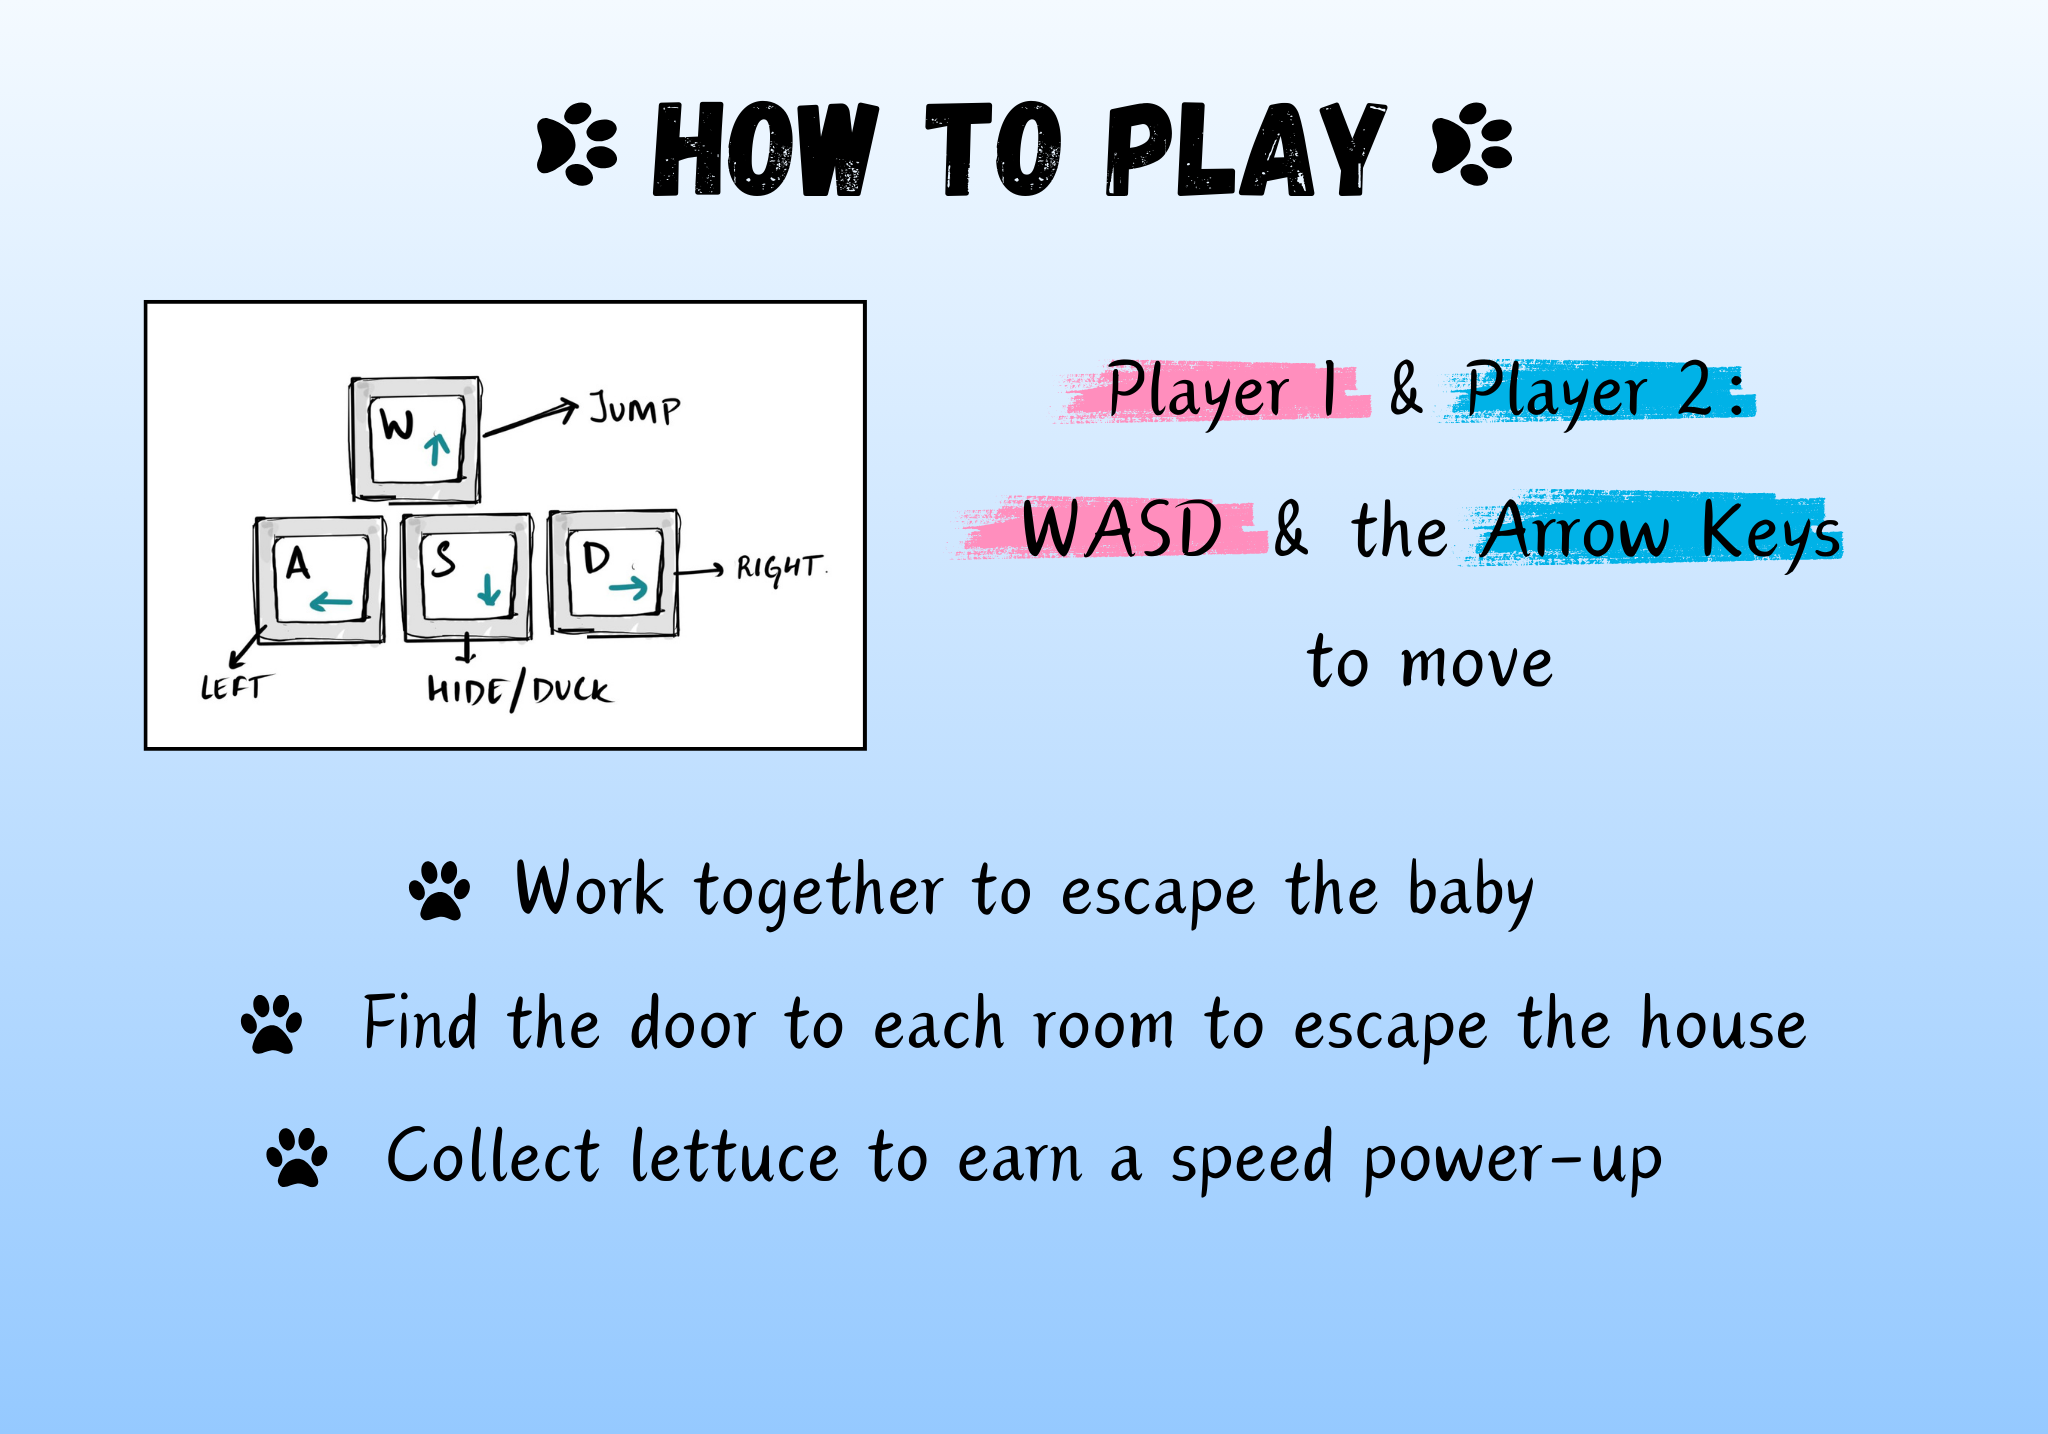 HOW TO PLAY
W ↑
JUMP
A ←
S ↓
D →
RIGHT.
LEFT
HIDE/DUCK
Player 1 & Player 2:
WASD & the Arrow Keys
to move
Work together to escape the baby
Find the door to each room to escape the house
Collect lettuce to earn a speed power-up